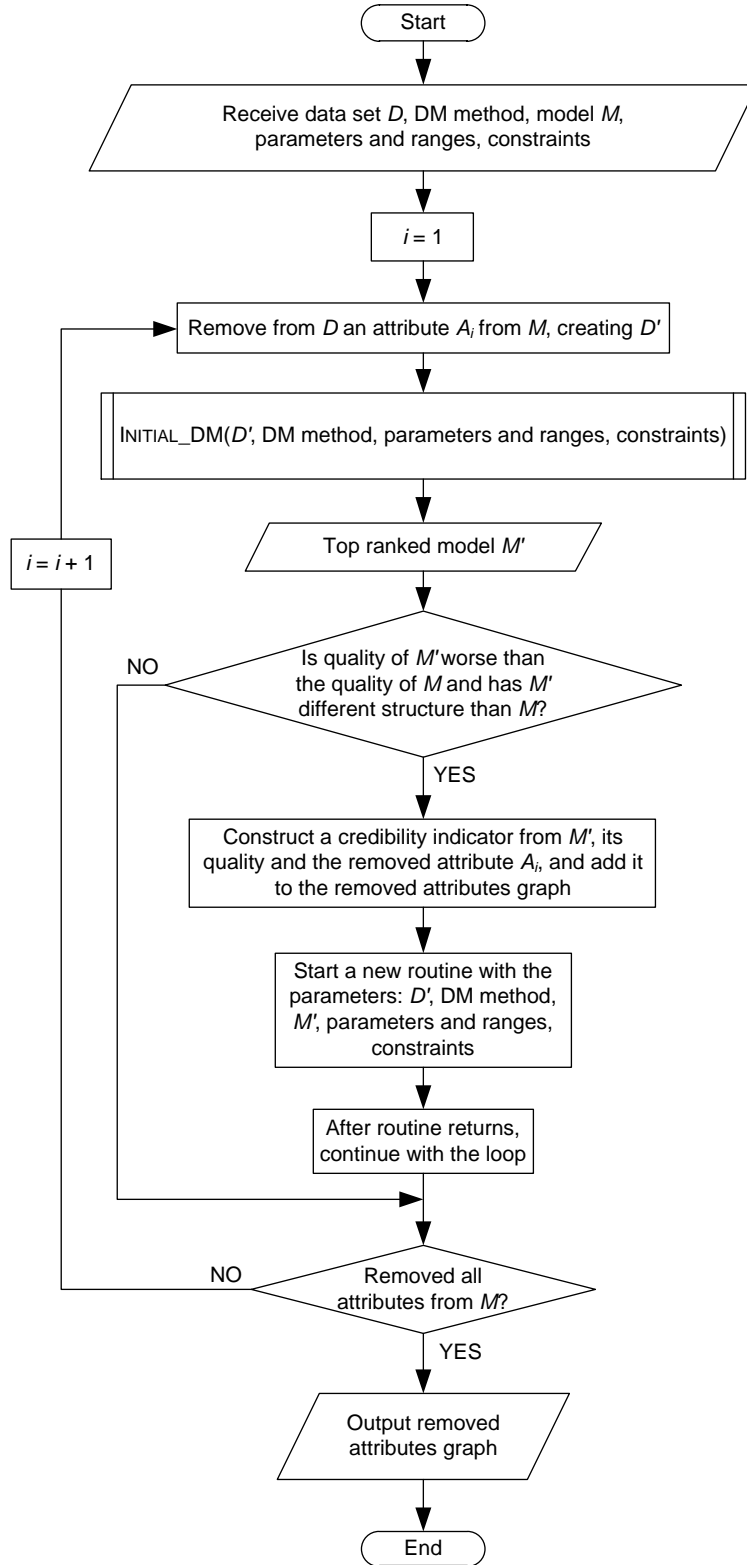 Start
Receive data set D, DM method, model M,
parameters and ranges, constraints
i = 1
Remove from D an attribute Ai from M, creating D'
INITIAL_DM(D', DM method, parameters and ranges, constraints)
Top ranked model M'
i = i + 1
Is quality of M' worse than
the quality of M and has M'
different structure than M?
NO
YES
Construct a credibility indicator from M', its
quality and the removed attribute Ai, and add it
to the removed attributes graph
Start a new routine with the
parameters: D', DM method,
M', parameters and ranges,
constraints
After routine returns,
continue with the loop
NO
Removed all
attributes from M?
YES
Output removed
attributes graph
End